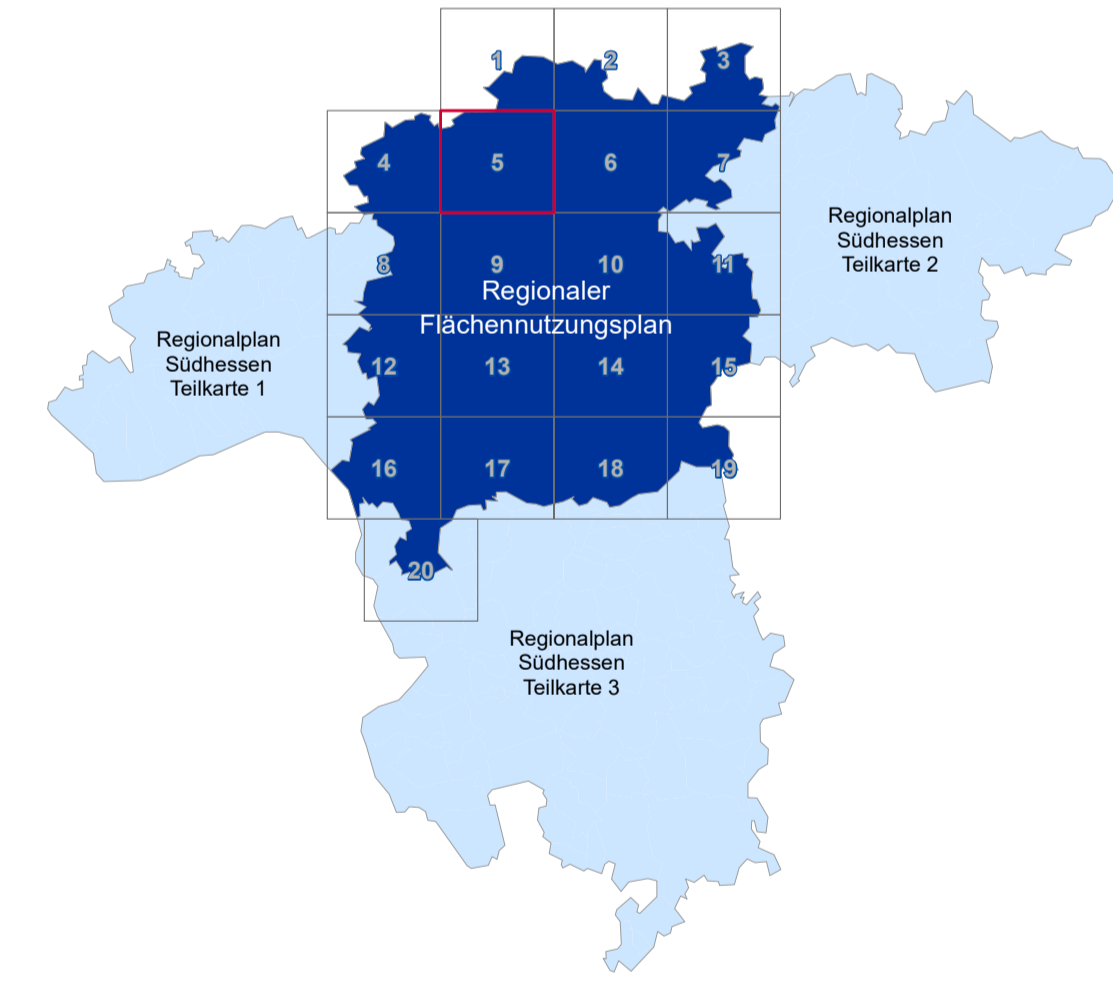 1
2
3
4
5
6
7
Regionalplan
Südhessen
Teilkarte 2
8
9
10
11
Regionaler
Flächennutzungsplan
Regionalplan
Südhessen
Teilkarte 1
12
13
14
15
16
17
18
19
20
Regionalplan
Südhessen
Teilkarte 3